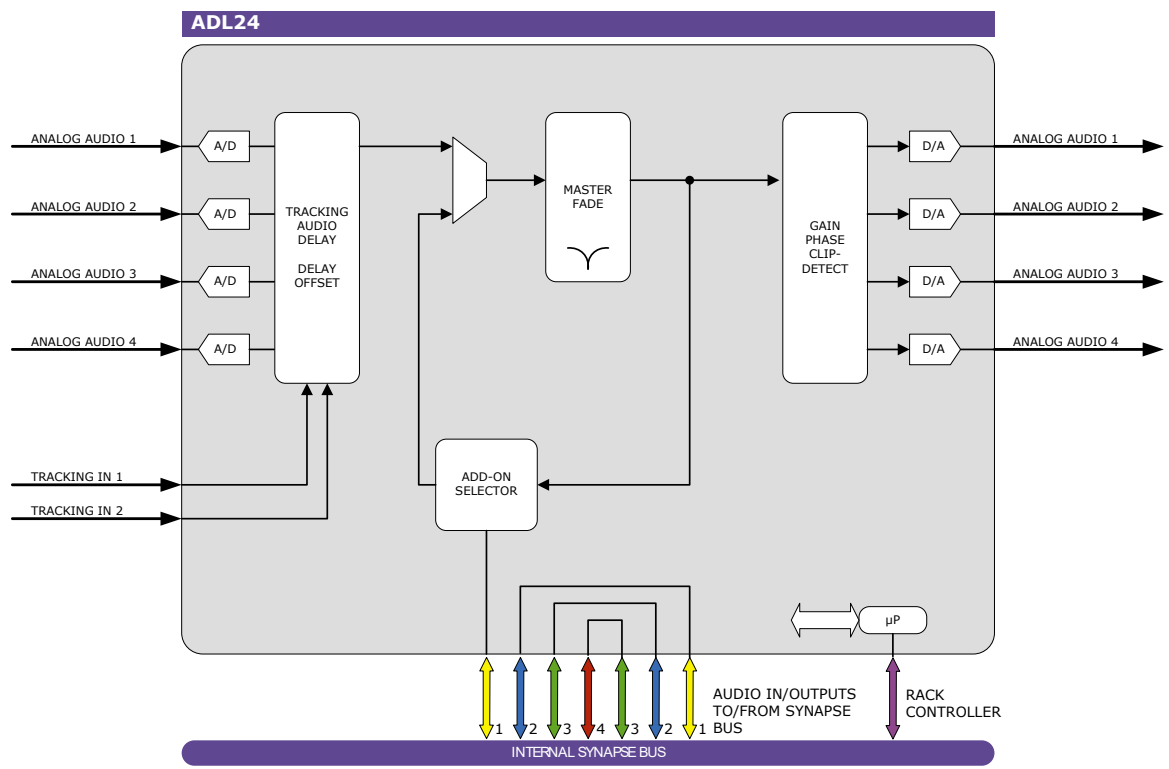 ADL24
ANALOG AUDIO 1
A/D
ANALOG AUDIO 2
A/D
ANALOG AUDIO 3
A/D
ANALOG AUDIO 4
A/D
TRACKING
AUDIO
DELAY
DELAY
OFFSET
MASTER
FADE
GAIN
PHASE
CLIP-
DETECT
D/A
ANALOG AUDIO 1
D/A
ANALOG AUDIO 2
D/A
ANALOG AUDIO 3
D/A
ANALOG AUDIO 4
TRACKING IN 1
TRACKING IN 2
ADD-ON
SELECTOR
µP
1 2 3 4 3 2 1
AUDIO IN/OUTPUTS
TO/FROM SYNAPSE
BUS
RACK
CONTROLLER
INTERNAL SYNAPSE BUS